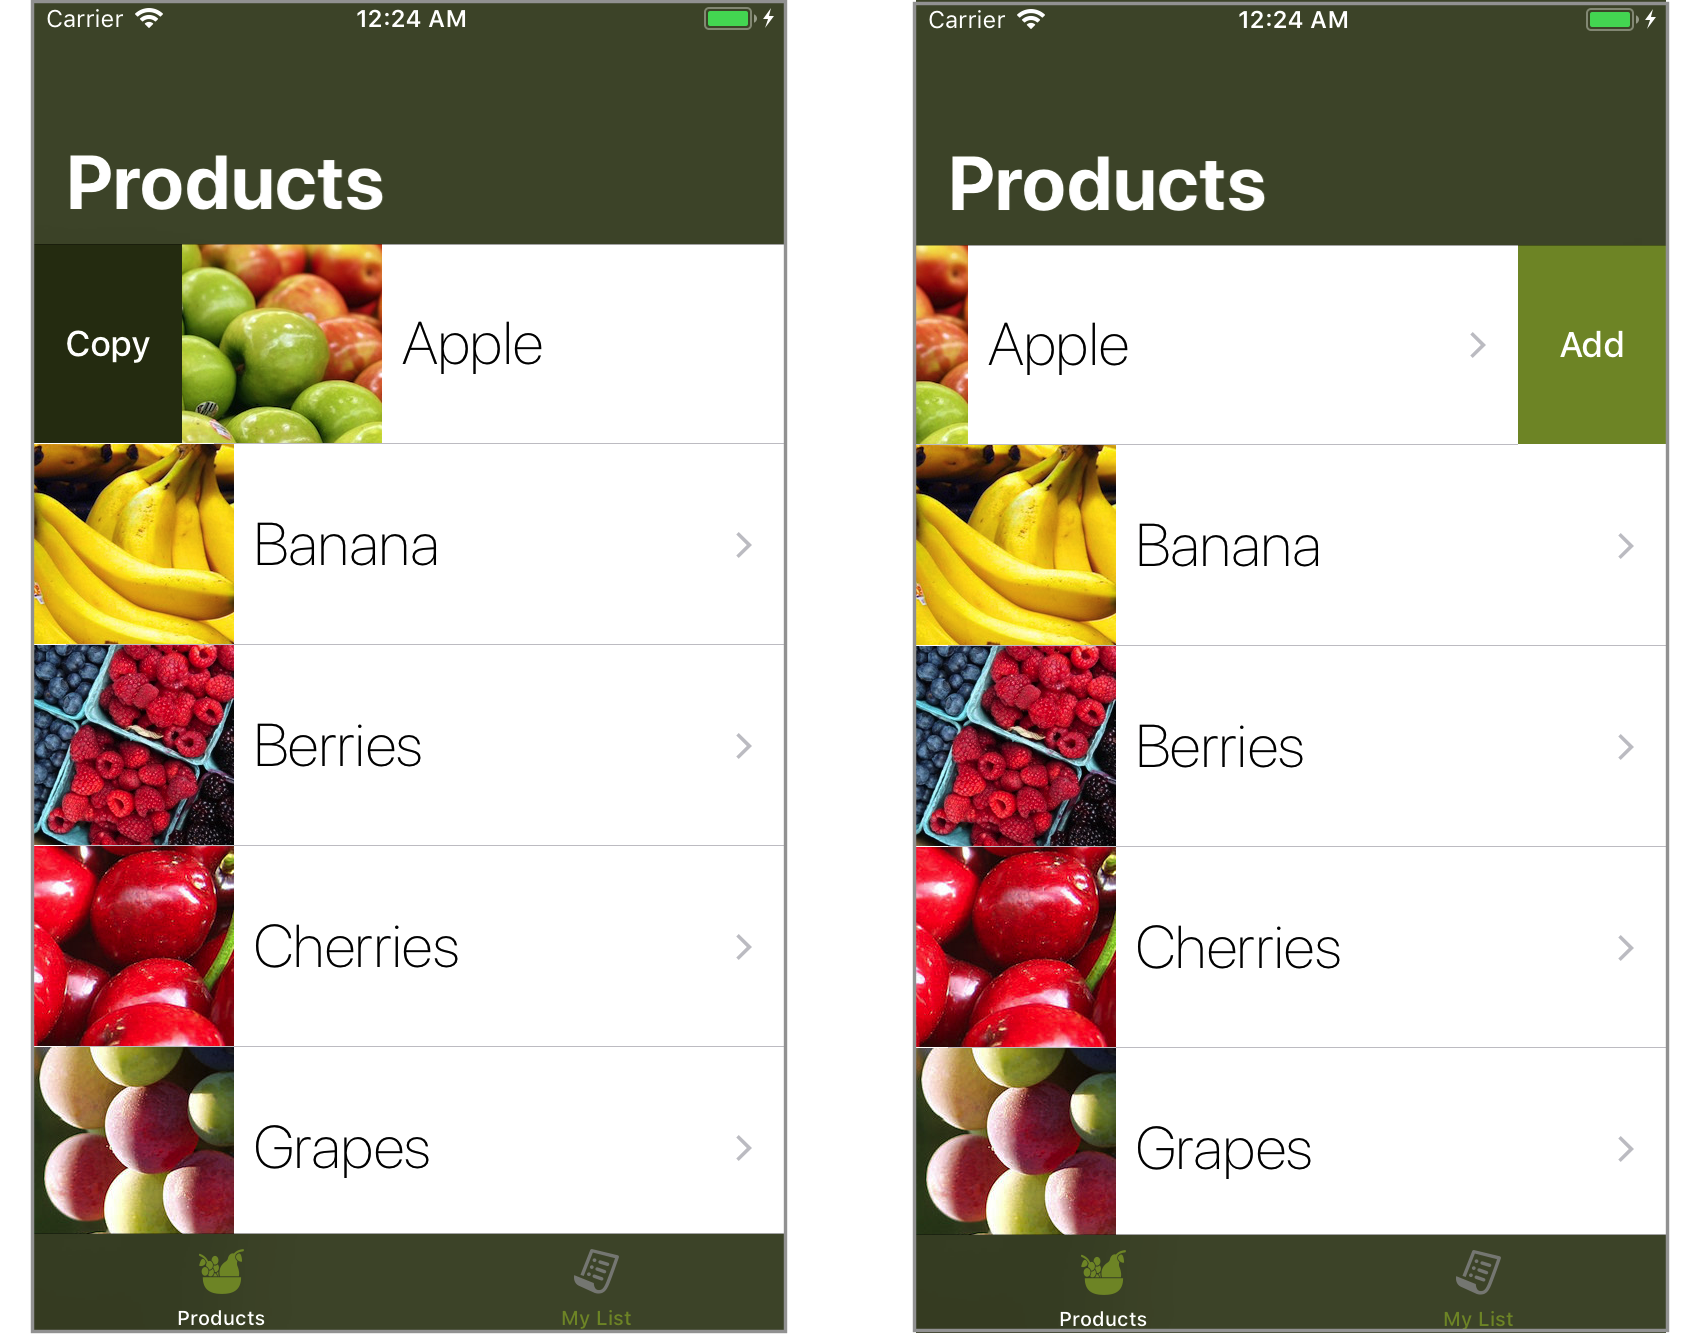 Carrier 12:24 AM
Products
Copy Apple
Banana
Berries
Cherries
Grapes
Products My List
Carrier 12:24 AM
Products
Apple Add
Banana
Berries
Cherries
Grapes
Products My List